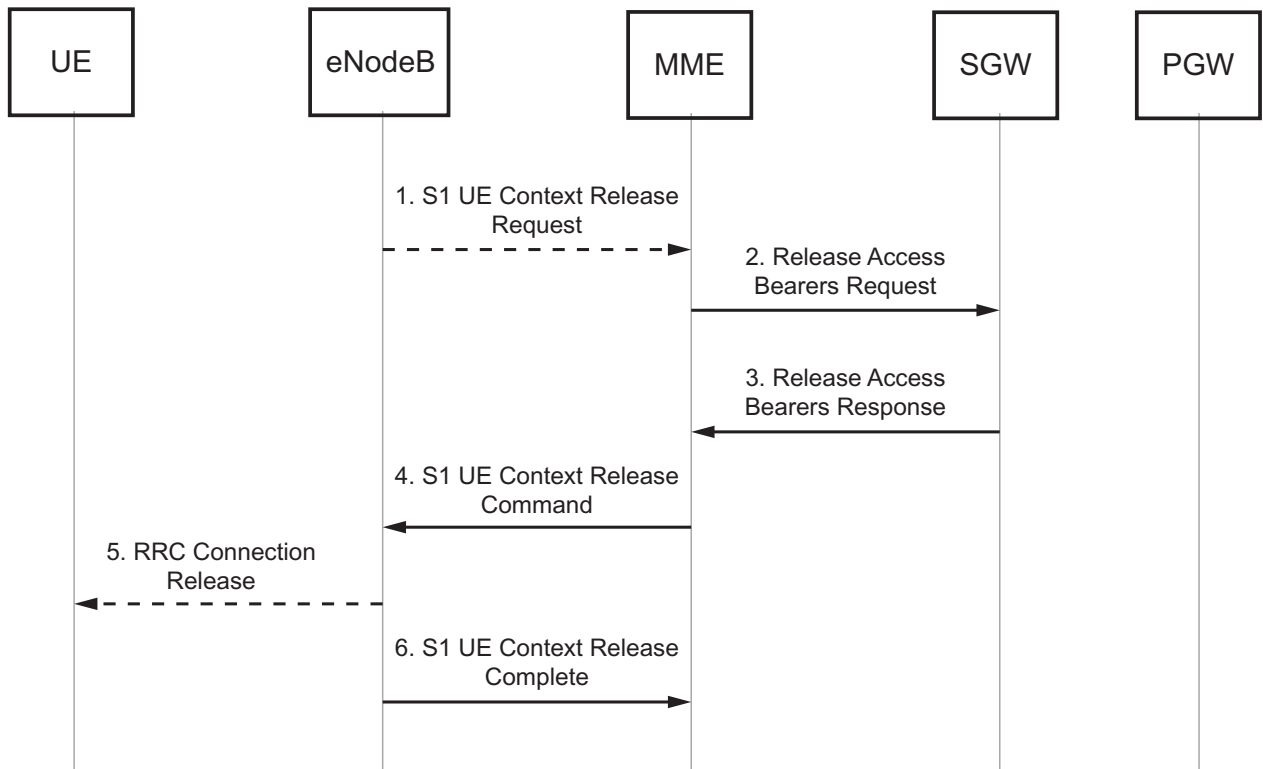 UE
eNodeB
MME
SGW
PGW
1. S1 UE Context Release
Request
2. Release Access
Bearers Request
3. Release Access
Bearers Response
4. S1 UE Context Release
Command
5. RRC Connection
Release
6. S1 UE Context Release
Complete